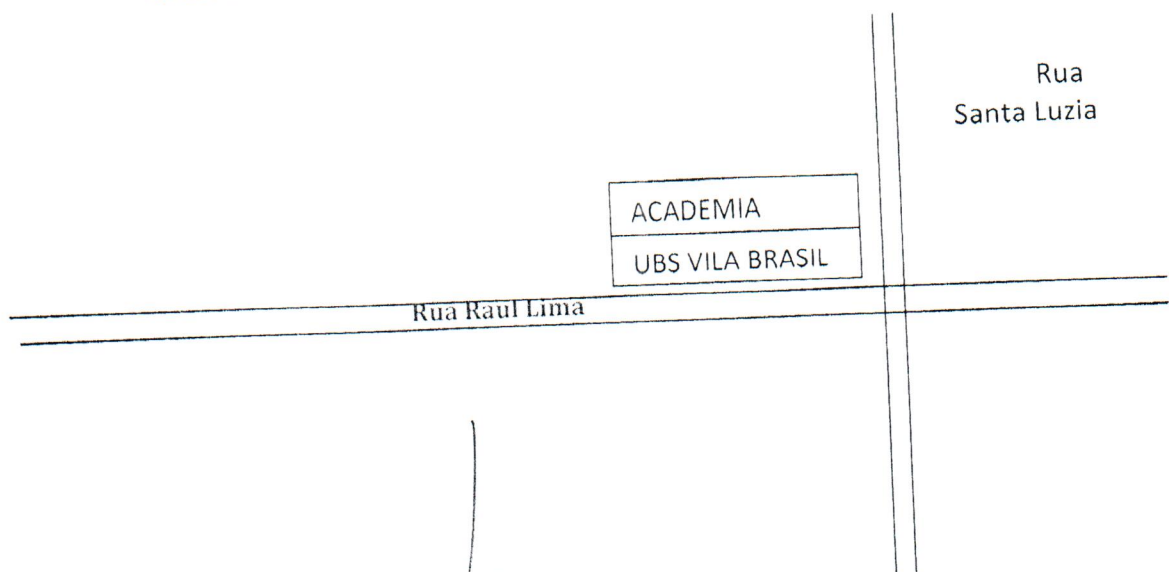 Rua
Santa Luzia
ACADEMIA
UBS VILA BRASIL
Rua Raul Lima